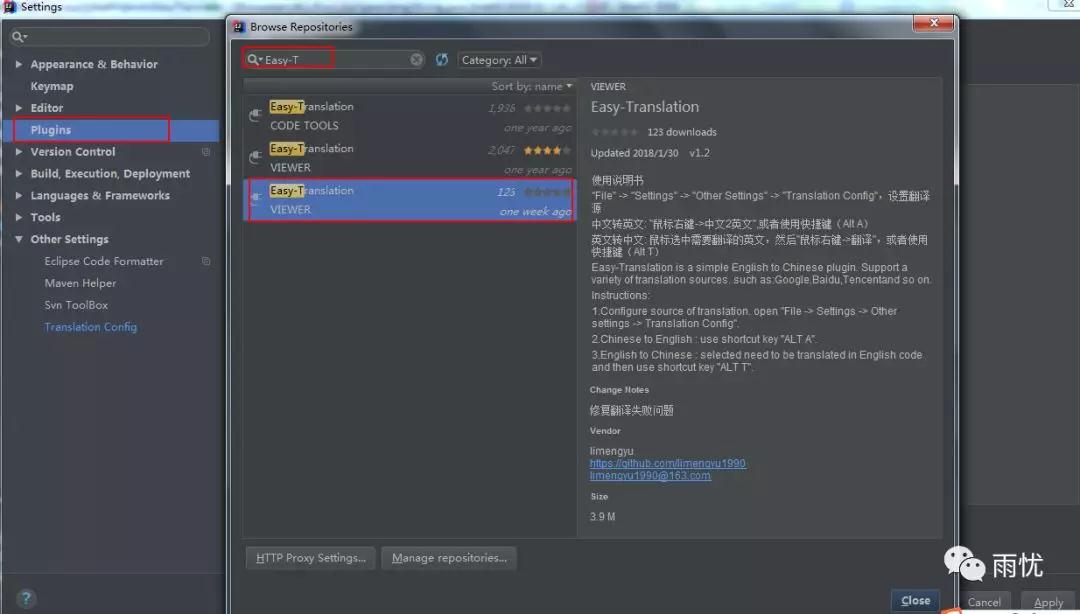 Settings
Browse Repositories
Appearance & Behavior
Keymap
Editor
Plugins
Version Control
Build, Execution, Deployment
Languages & Frameworks
Tools
Other Settings
Eclipse Code Formatter
Maven Helper
Svn ToolBox
Translation Config
Easy-T
Category: All
Sort by: name
Easy-Translation 1,938
CODE TOOLS one year ago
Easy-Translation 2,047
VIEWER one year ago
Easy-Translation 123
VIEWER one week ago
HTTP Proxy Settings...
Manage repositories...
VIEWER
Easy-Translation
123 downloads
Updated 2018/1/30 v1.2
使用说明书
"File" -> "Settings" -> "Other Settings" -> "Translation Config"，设置翻译
源
中文转英文: "鼠标右键->中文2英文",或者使用快捷键（Alt A）
英文转中文: 鼠标选中需要翻译的英文，然后"鼠标右键->翻译"，或者使用
快捷键（Alt T）
Easy-Translation is a simple English to Chinese plugin. Support a
variety of translation sources. such as:Google,Baidu,Tencentand so on.
Instructions:
1.Configure source of translation. open "File -> Settings -> Other
settings -> Translation Config".
2.Chinese to English : use shortcut key "ALT A".
3.English to Chinese : selected need to be translated in English code
and then use shortcut key "ALT T".
Change Notes
修复翻译失败问题
Vendor
limengyu
https://github.com/limengyu1990
limengyu1990@163.com
Size
3.9 M
雨忧
Close
Cancel
Apply